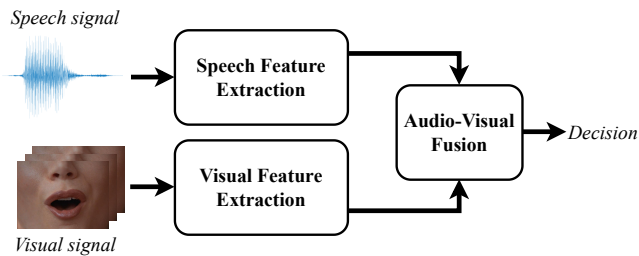 Speech signal
Speech Feature
Extraction
Audio-Visual
Fusion
Decision
Visual Feature
Extraction
Visual signal